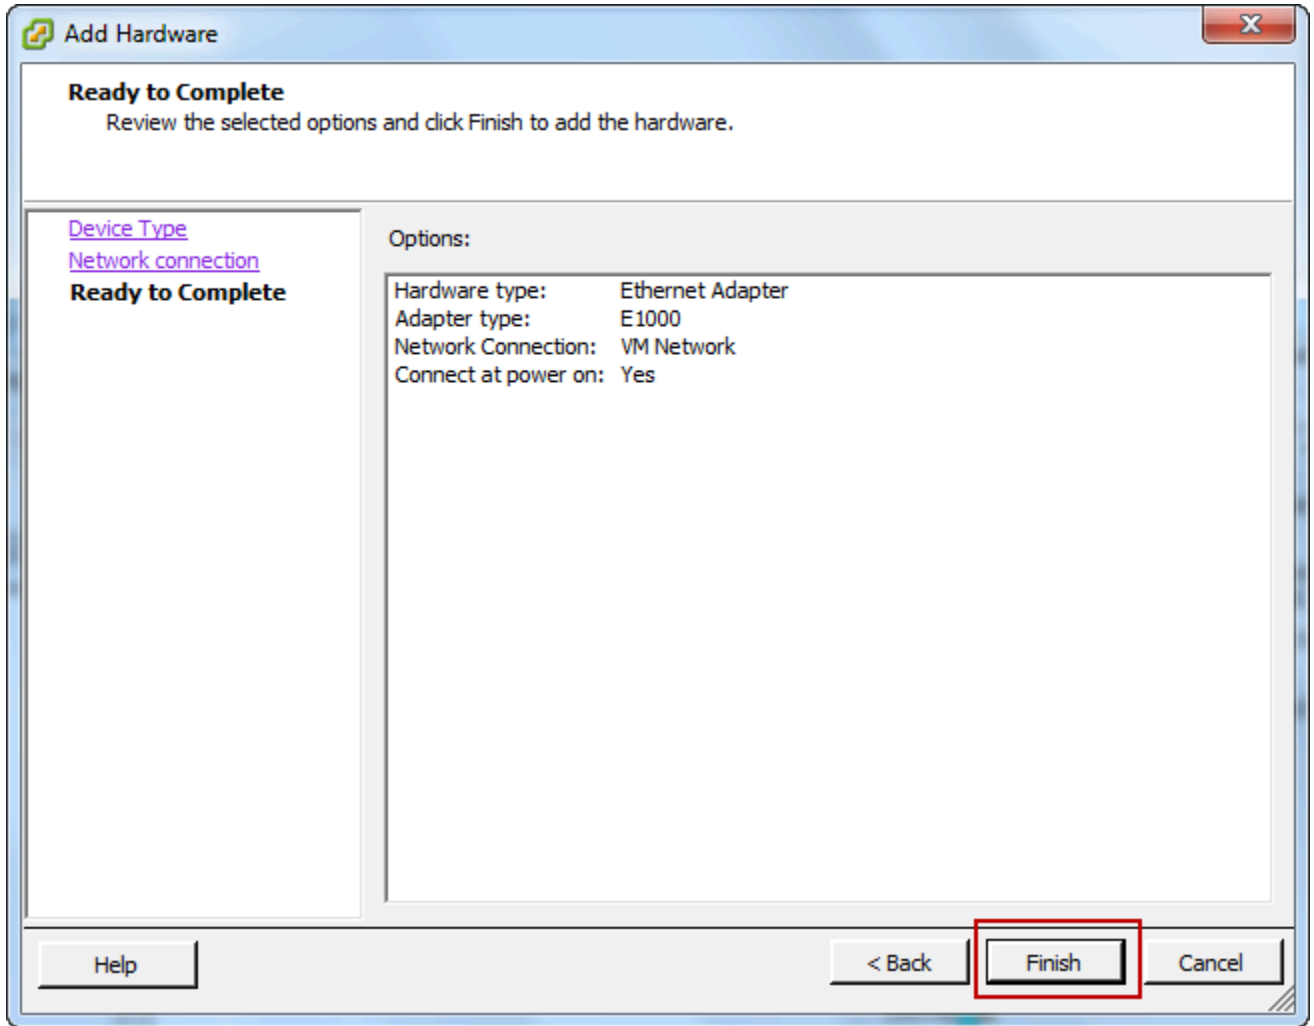 Add Hardware
Ready to Complete
Review the selected options and click Finish to add the hardware.
Device Type
Network connection
Ready to Complete
Options:
Hardware type: Ethernet Adapter
Adapter type: E1000
Network Connection: VM Network
Connect at power on: Yes
Help
< Back
Finish
Cancel